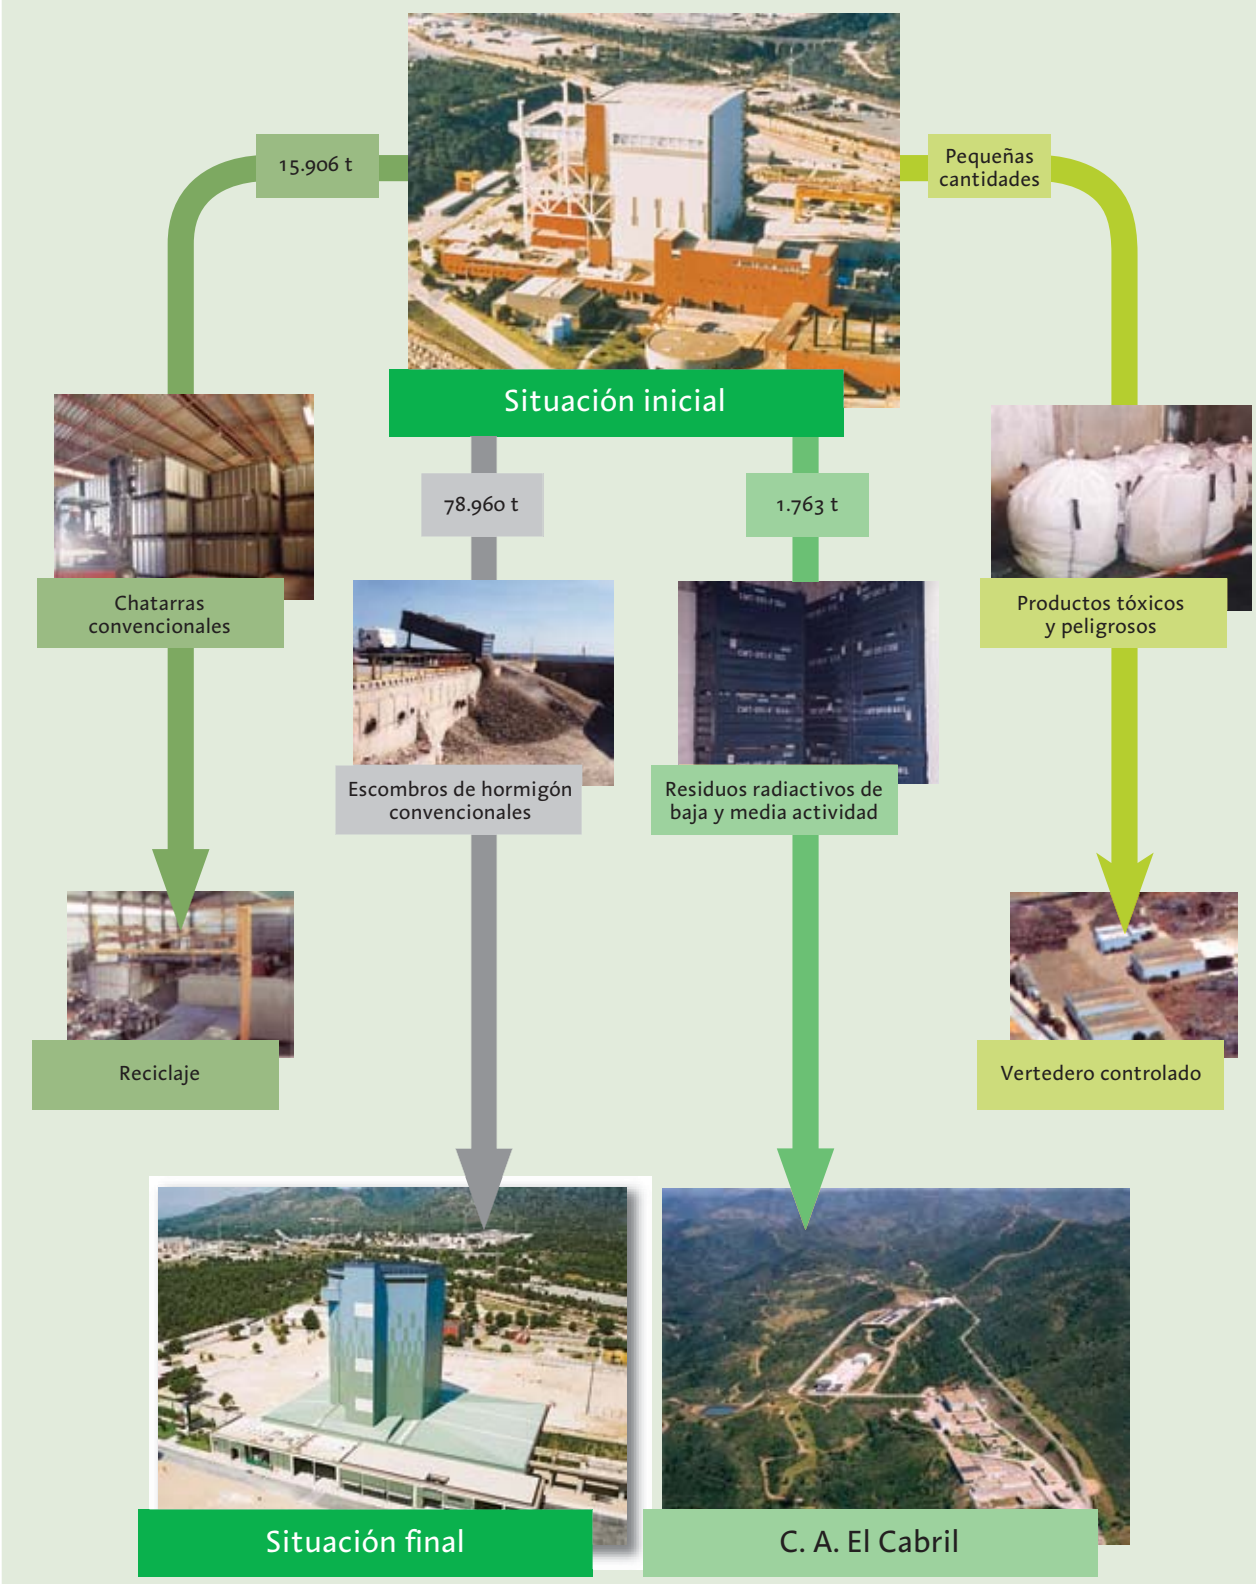 15.906 t
Pequeñas
cantidades
Situación inicial
78.960 t
1.763 t
Chatarras
convencionales
Productos tóxicos
y peligrosos
Escombros de hormigón
convencionales
Residuos radiactivos de
baja y media actividad
Reciclaje
Vertedero controlado
Situación final
C. A. El Cabril